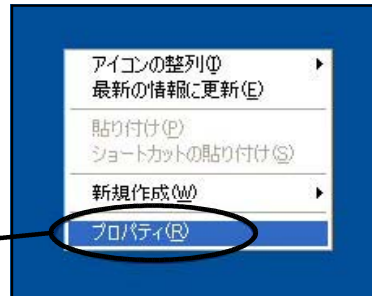 アイコンの整列(I)
最新の情報に更新(E)
貼り付け(P)
ショートカットの貼り付け(S)
新規作成(W)
プロパティ(R)